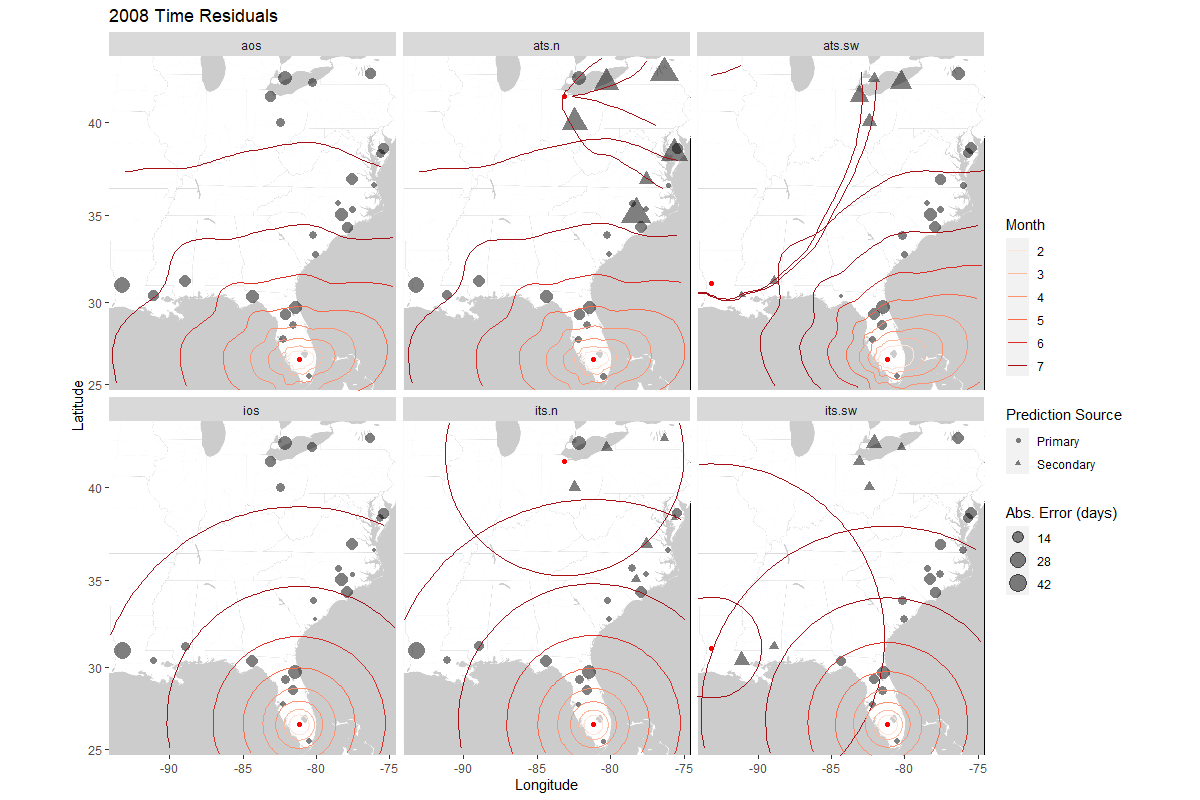 2008 Time Residuals
aos
ats.n
ats.sw
40
35
30
25
Latitude
ios
its.n
its.sw
40
35
30
25
-90
-85
-80
-75
-90
-85
-80
-75
-90
-85
-80
-75
Longitude
Month
2
3
4
5
6
7
Prediction Source
Primary
Secondary
Abs. Error (days)
14
28
42